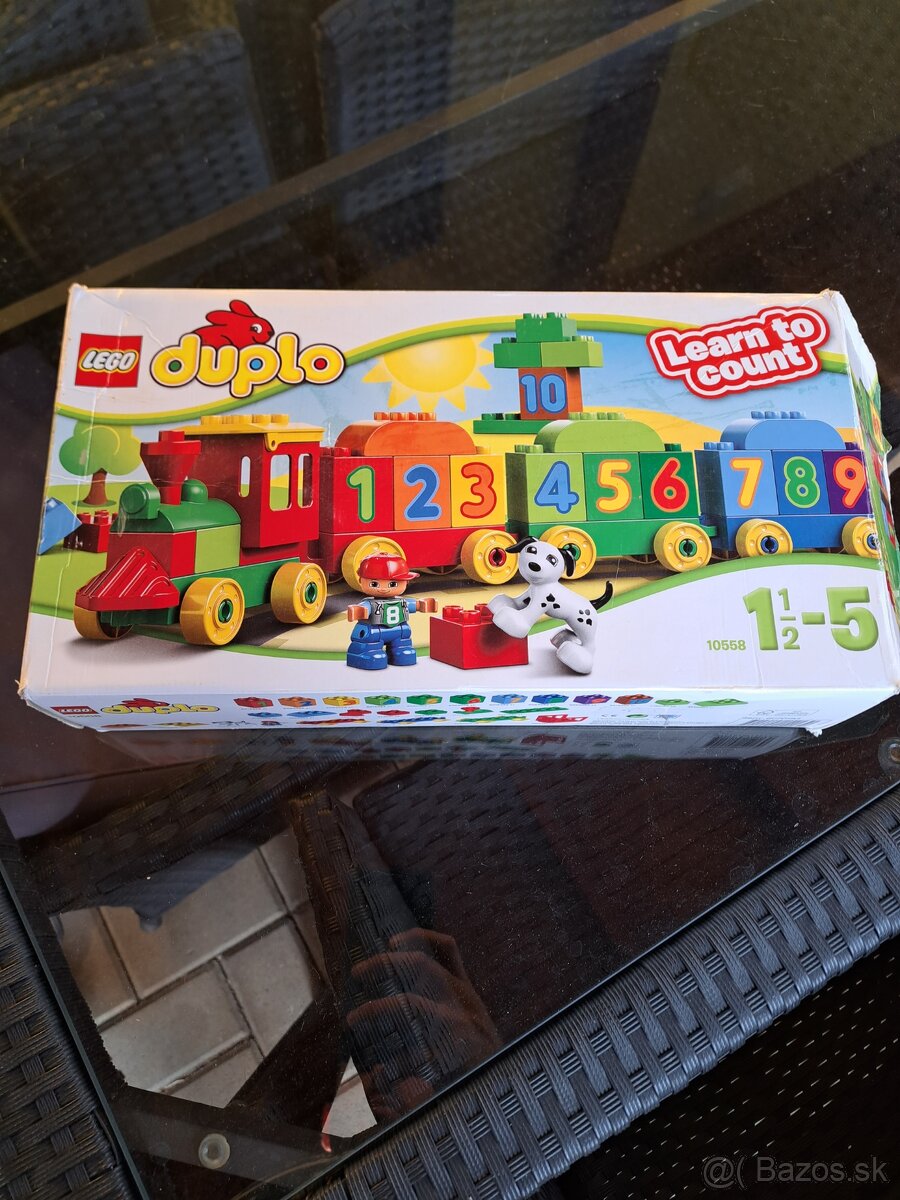 LEGO
duplo
Learn to
count
10
1 2 3
4 5 6
7 8 9
8
10558
1½-5
duplo
@( Bazos.sk